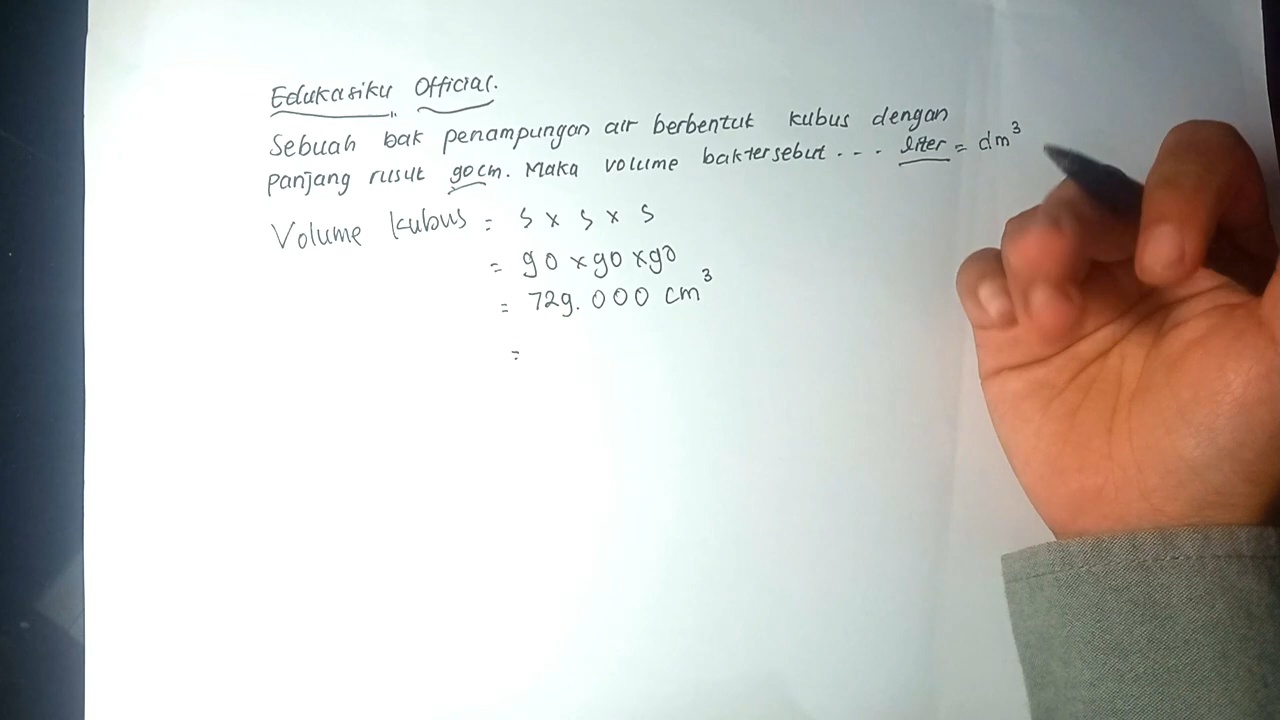 Edukasiku Official.
Sebuah bak penampungan air berbentuk kubus dengan
panjang rusuk 90cm. Maka volume bak tersebut . . . liter = dm³
Volume kubus = s x s x s
= 90 x 90 x 90
= 729.000 cm³
=